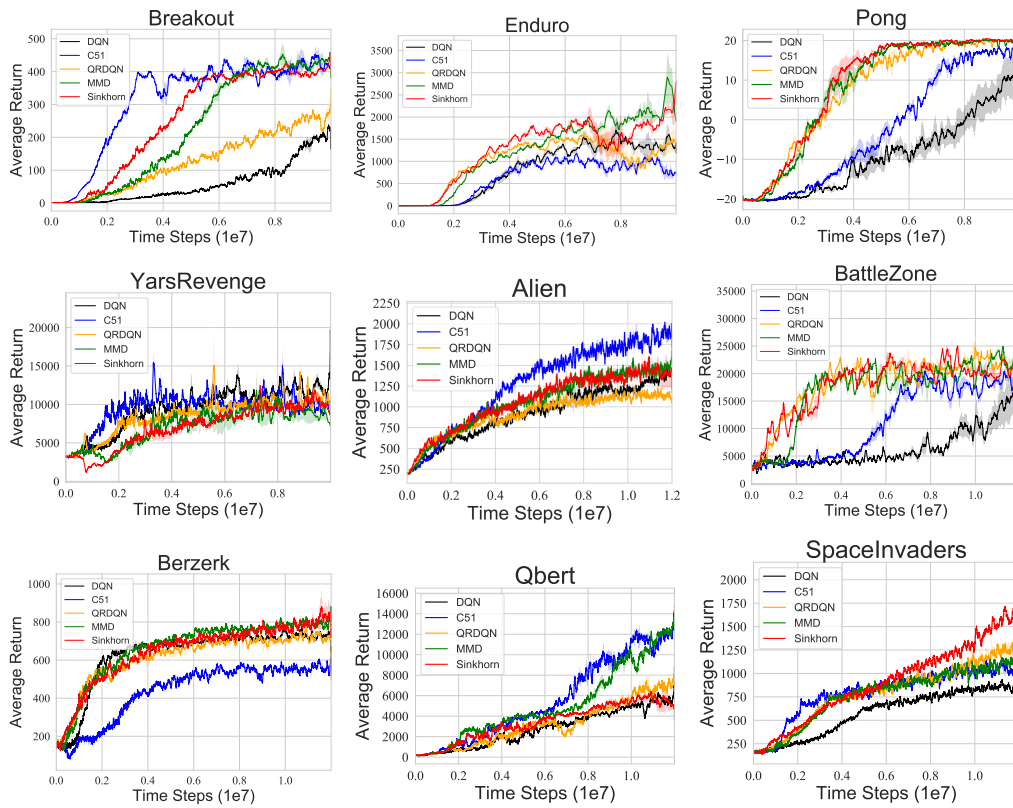 Breakout
Average Return
500
400
300
200
100
0
DQN
C51
QRDQN
MMD
Sinkhorn
0.0 0.2 0.4 0.6 0.8
Time Steps (1e7)
Enduro
Average Return
3500
3000
2500
2000
1500
1000
500
0
DQN
C51
QRDQN
MMD
Sinkhorn
0.0 0.2 0.4 0.6 0.8
Time Steps (1e7)
Pong
Average Return
20
10
0
−10
−20
DQN
C51
QRDQN
MMD
Sinkhorn
0.0 0.2 0.4 0.6 0.8
Time Steps (1e7)
YarsRevenge
Average Return
20000
15000
10000
5000
0
DQN
C51
QRDQN
MMD
Sinkhorn
0.0 0.2 0.4 0.6 0.8
Time Steps (1e7)
Alien
Average Return
2250
2000
1750
1500
1250
1000
750
500
250
DQN
C51
QRDQN
MMD
Sinkhorn
0.0 0.2 0.4 0.6 0.8 1.0 1.2
Time Steps (1e7)
BattleZone
Average Return
35000
30000
25000
20000
15000
10000
5000
0
DQN
C51
QRDQN
MMD
Sinkhorn
0.0 0.2 0.4 0.6 0.8 1.0
Time Steps (1e7)
Berzerk
Average Return
1000
800
600
400
200
DQN
C51
QRDQN
MMD
Sinkhorn
0.0 0.2 0.4 0.6 0.8 1.0
Time Steps (1e7)
Qbert
Average Return
16000
14000
12000
10000
8000
6000
4000
2000
0
DQN
C51
QRDQN
MMD
Sinkhorn
0.0 0.2 0.4 0.6 0.8 1.0
Time Steps (1e7)
SpaceInvaders
Average Return
2000
1750
1500
1250
1000
750
500
250
0
DQN
C51
QRDQN
MMD
Sinkhorn
0.0 0.2 0.4 0.6 0.8 1.0
Time Steps (1e7)